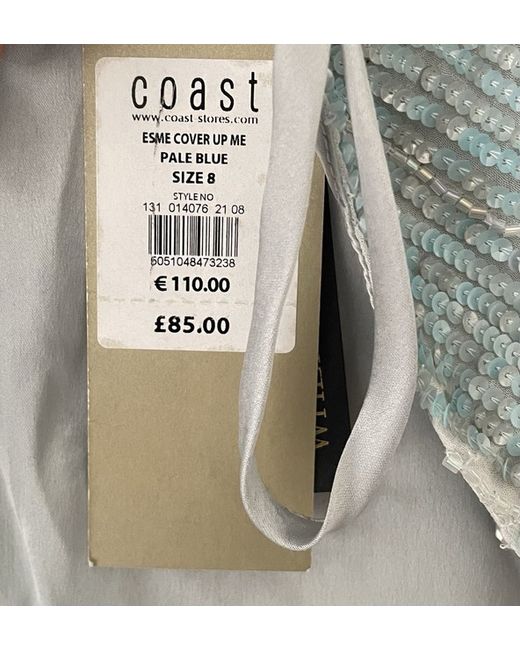 coast
www.coast-stores.com
ESME COVER UP ME
PALE BLUE
SIZE 8
STYLE NO
131 014076 21 08
5051048473238
€ 110.00
£85.00